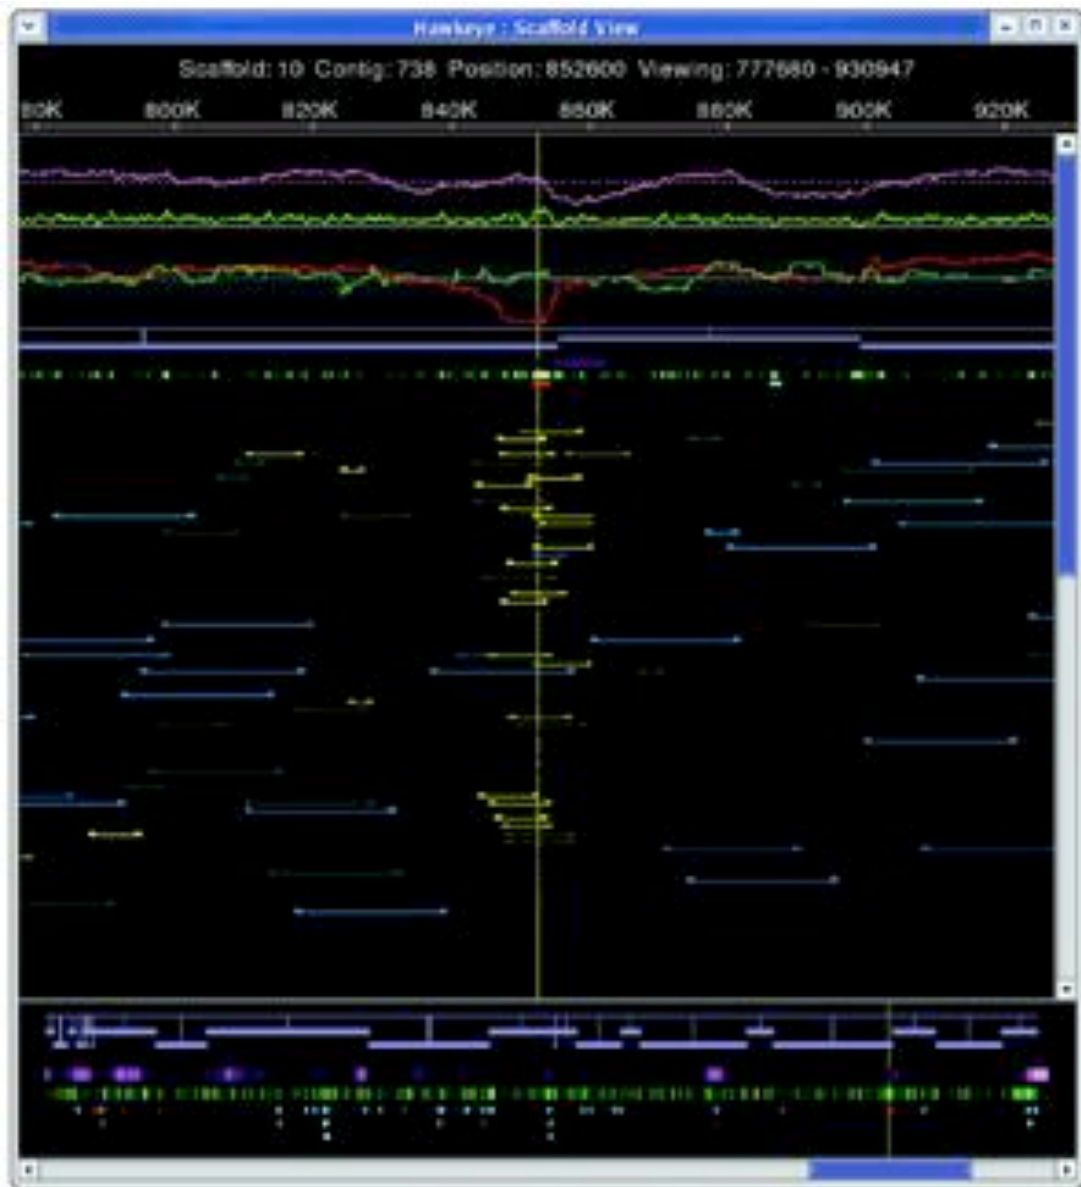 Hawkeye : Scaffold View
Scaffold: 10 Contig: 738 Position: 852600 Viewing: 777680 - 930947
80K 800K 820K 840K 860K 880K 900K 920K